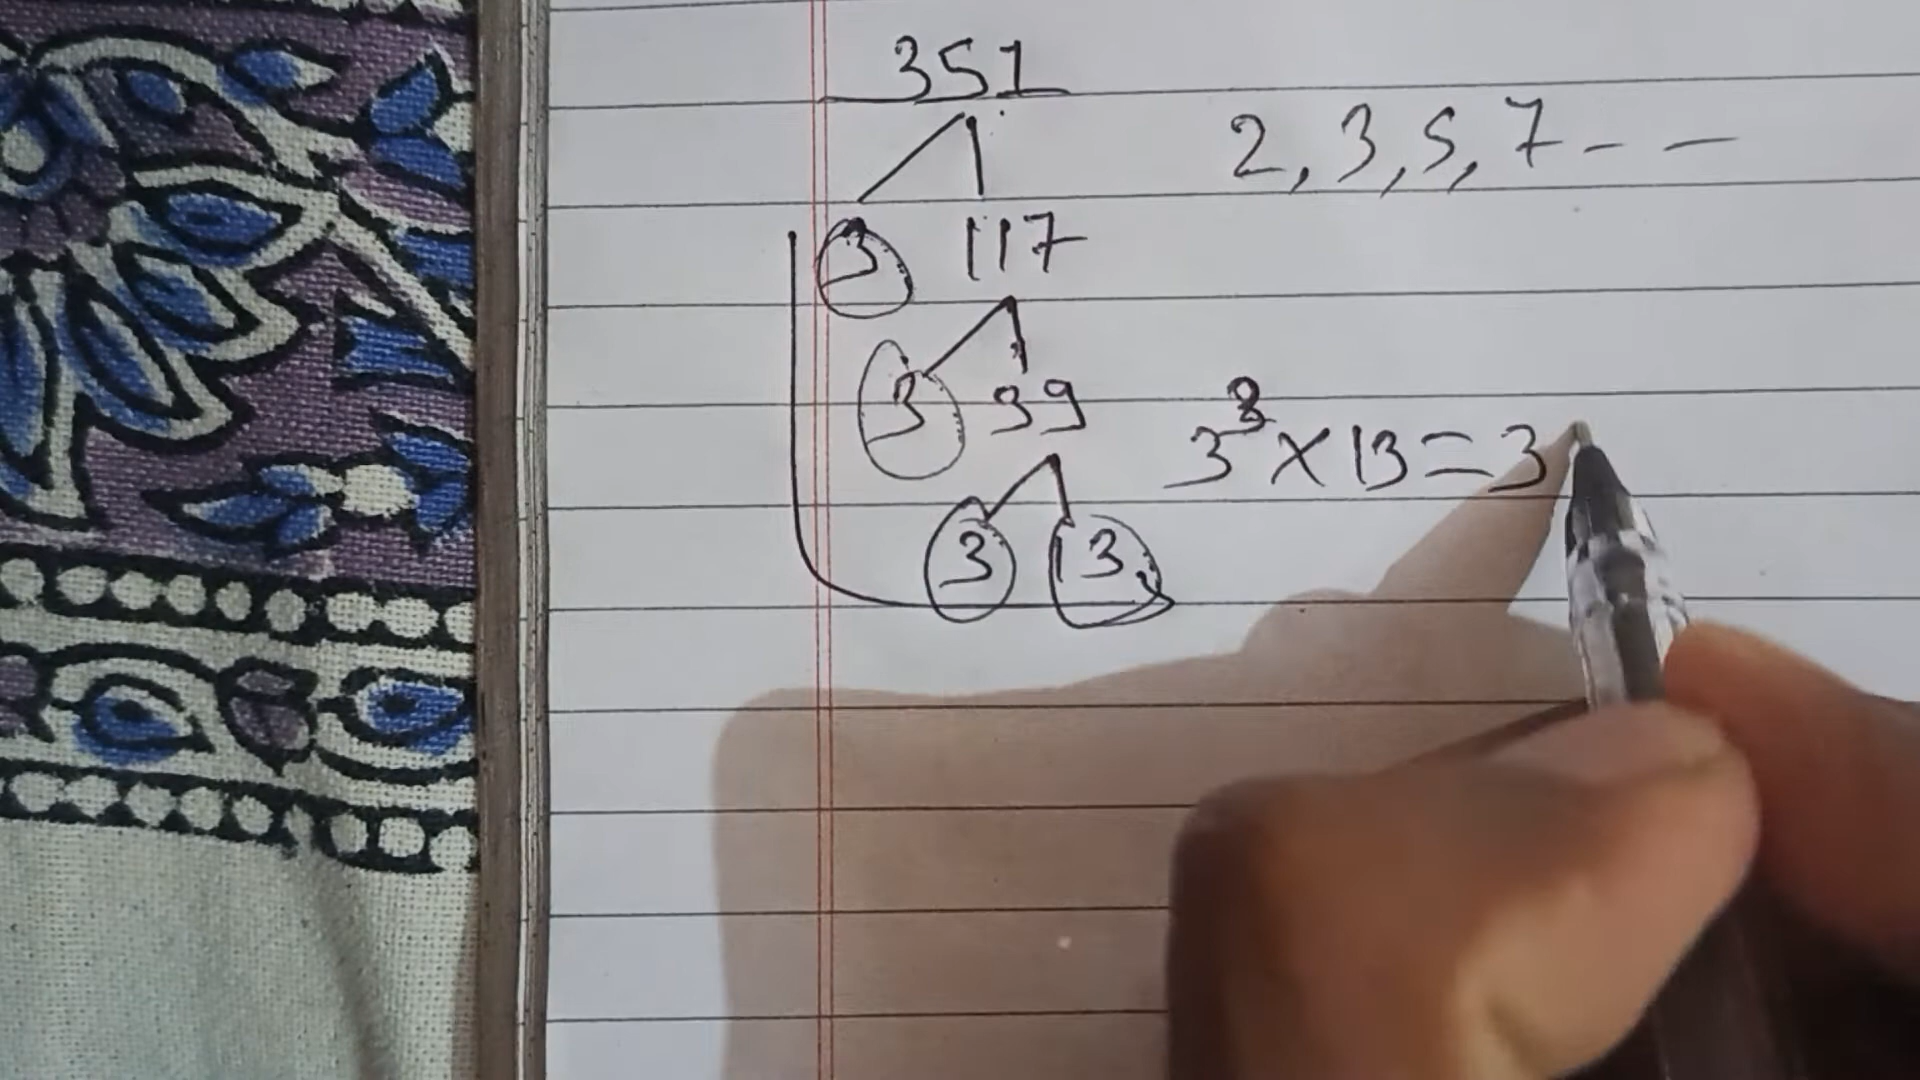 351
2, 3, 5, 7 - -
3 117
3 39
3³ × 13 = 3
3 13